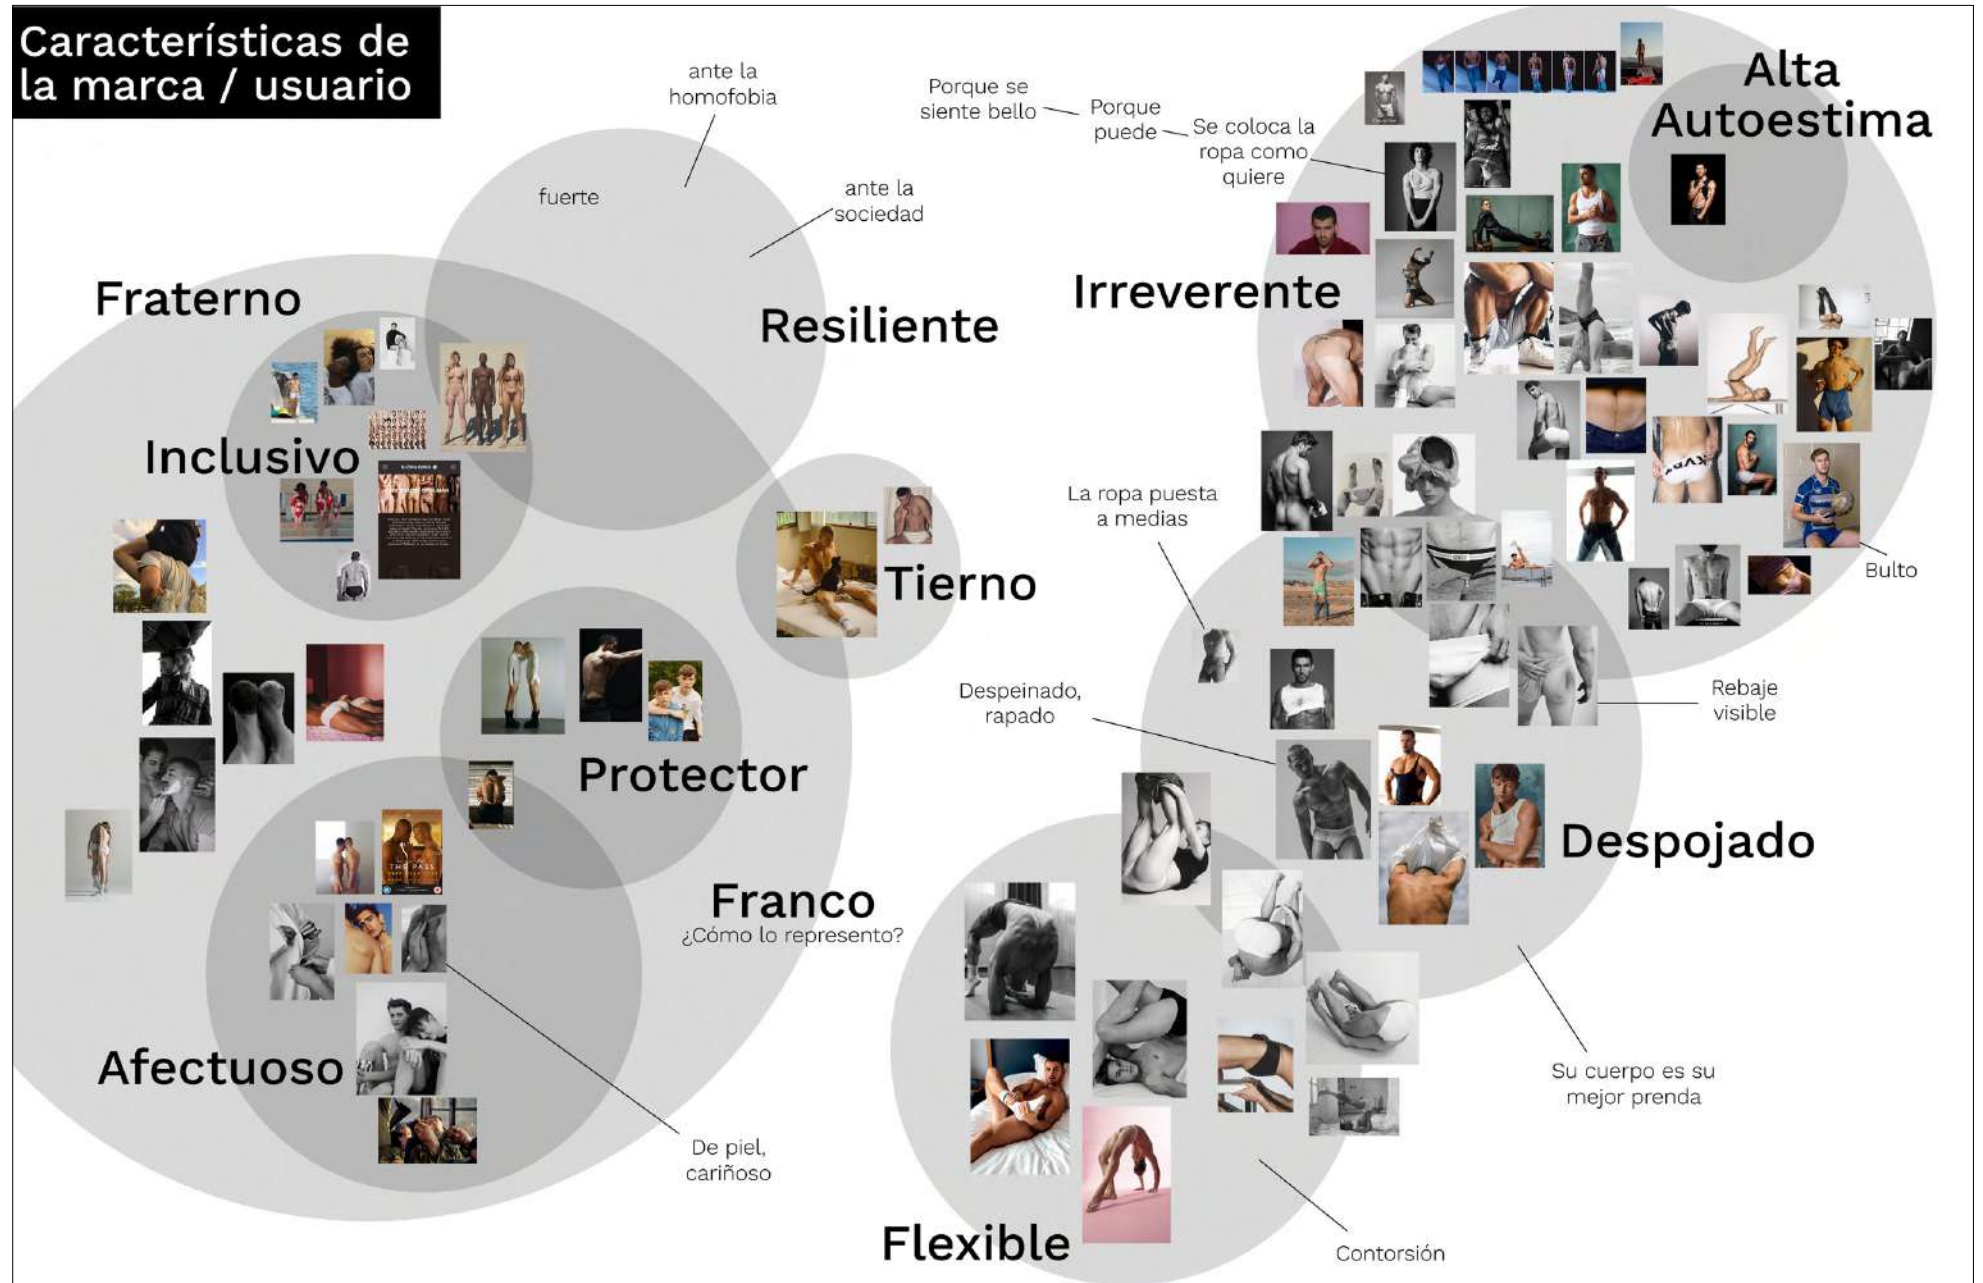 Características de
la marca / usuario
ante la
homofobia
fuerte
ante la
sociedad
Fraterno
Resiliente
Inclusivo
Tierno
Protector
Franco
¿Cómo lo represento?
Afectuoso
De piel,
cariñoso
THE PASS
Porque se
siente bello
Porque
puede
Se coloca la
ropa como
quiere
Alta
Autoestima
Irreverente
La ropa puesta
a medias
Bulto
Despeinado,
rapado
Rebaje
visible
Despojado
Su cuerpo es su
mejor prenda
Flexible
Contorsión